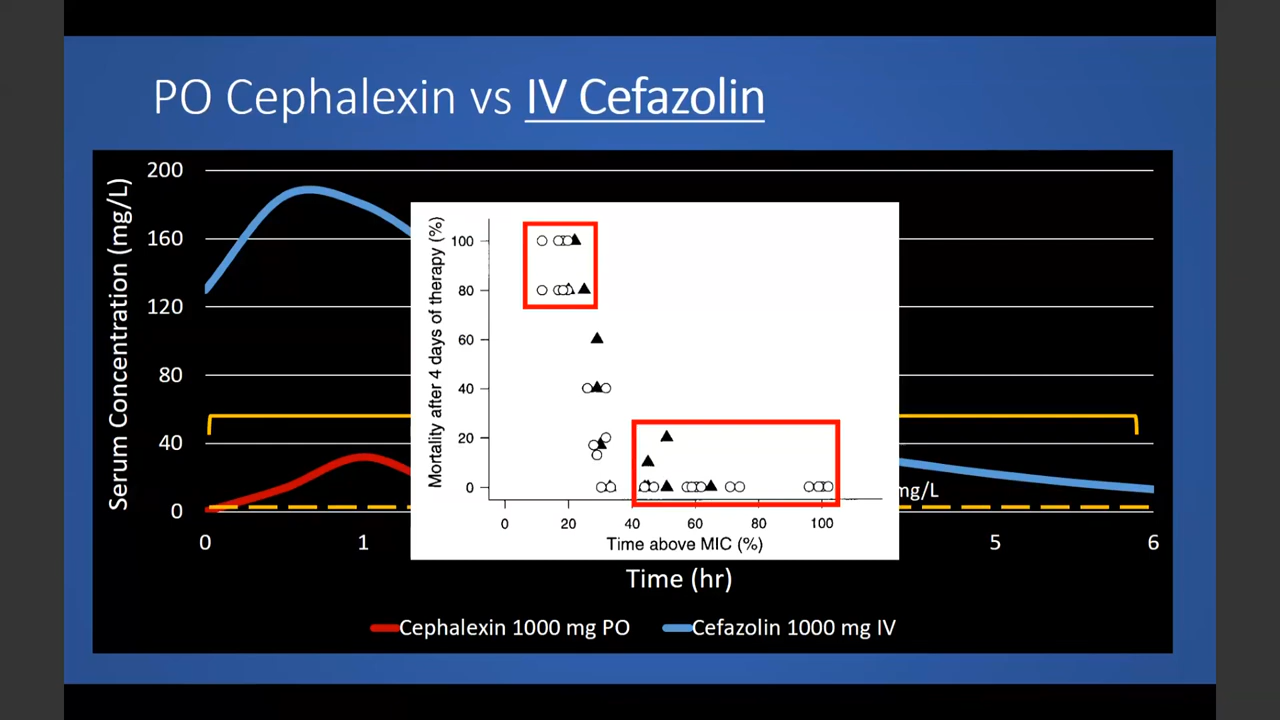 PO Cephalexin vs IV Cefazolin
Serum Concentration (mg/L)
200
160
120
80
40
0
0
1
5
6
Time (hr)
mg/L
Cephalexin 1000 mg PO
Cefazolin 1000 mg IV
Mortality after 4 days of therapy (%)
100
80
60
40
20
0
0
20
40
60
80
100
Time above MIC (%)